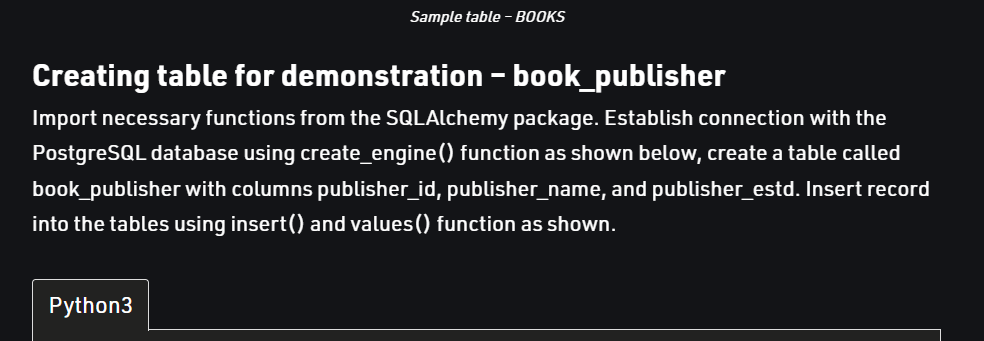 Sample table – BOOKS
Creating table for demonstration – book_publisher
Import necessary functions from the SQLAlchemy package. Establish connection with the
PostgreSQL database using create_engine() function as shown below, create a table called
book_publisher with columns publisher_id, publisher_name, and publisher_estd. Insert record
into the tables using insert() and values() function as shown.
Python3